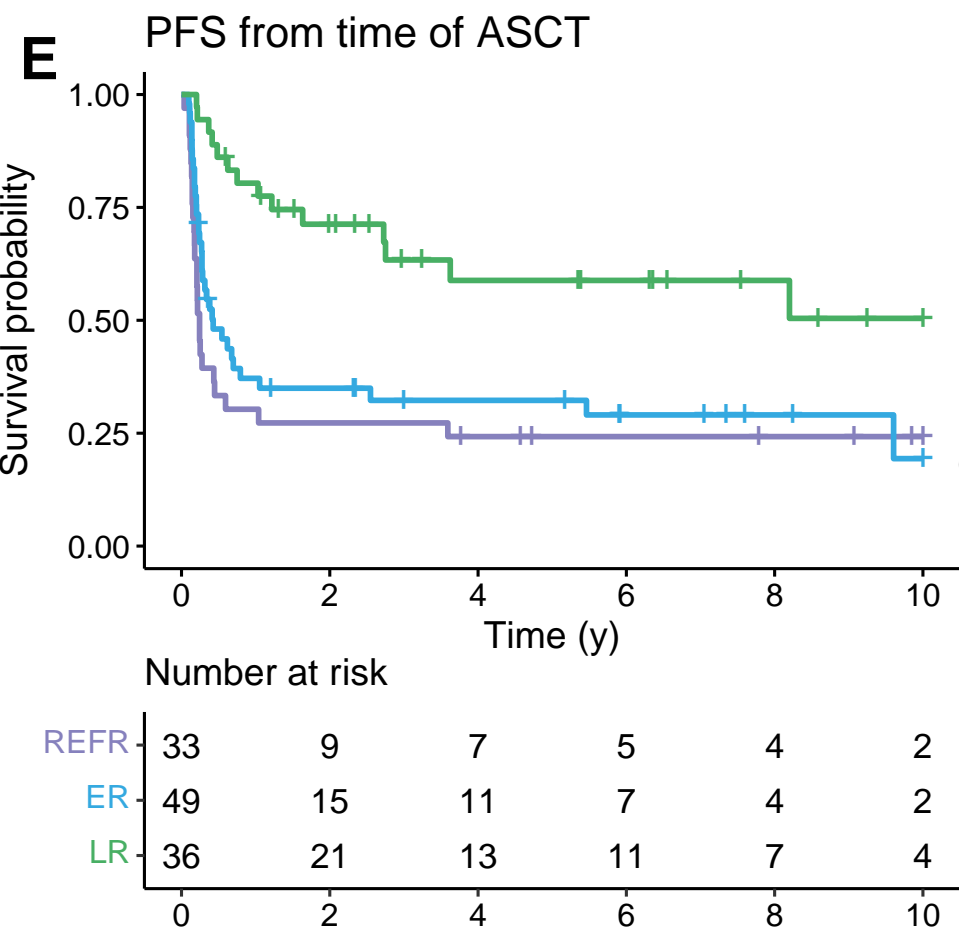 E
PFS from time of ASCT
Survival probability
1.00
0.75
0.50
0.25
0.00
0 2 4 6 8 10
Time (y)
Number at risk
REFR 33 9 7 5 4 2
ER 49 15 11 7 4 2
LR 36 21 13 11 7 4
0 2 4 6 8 10